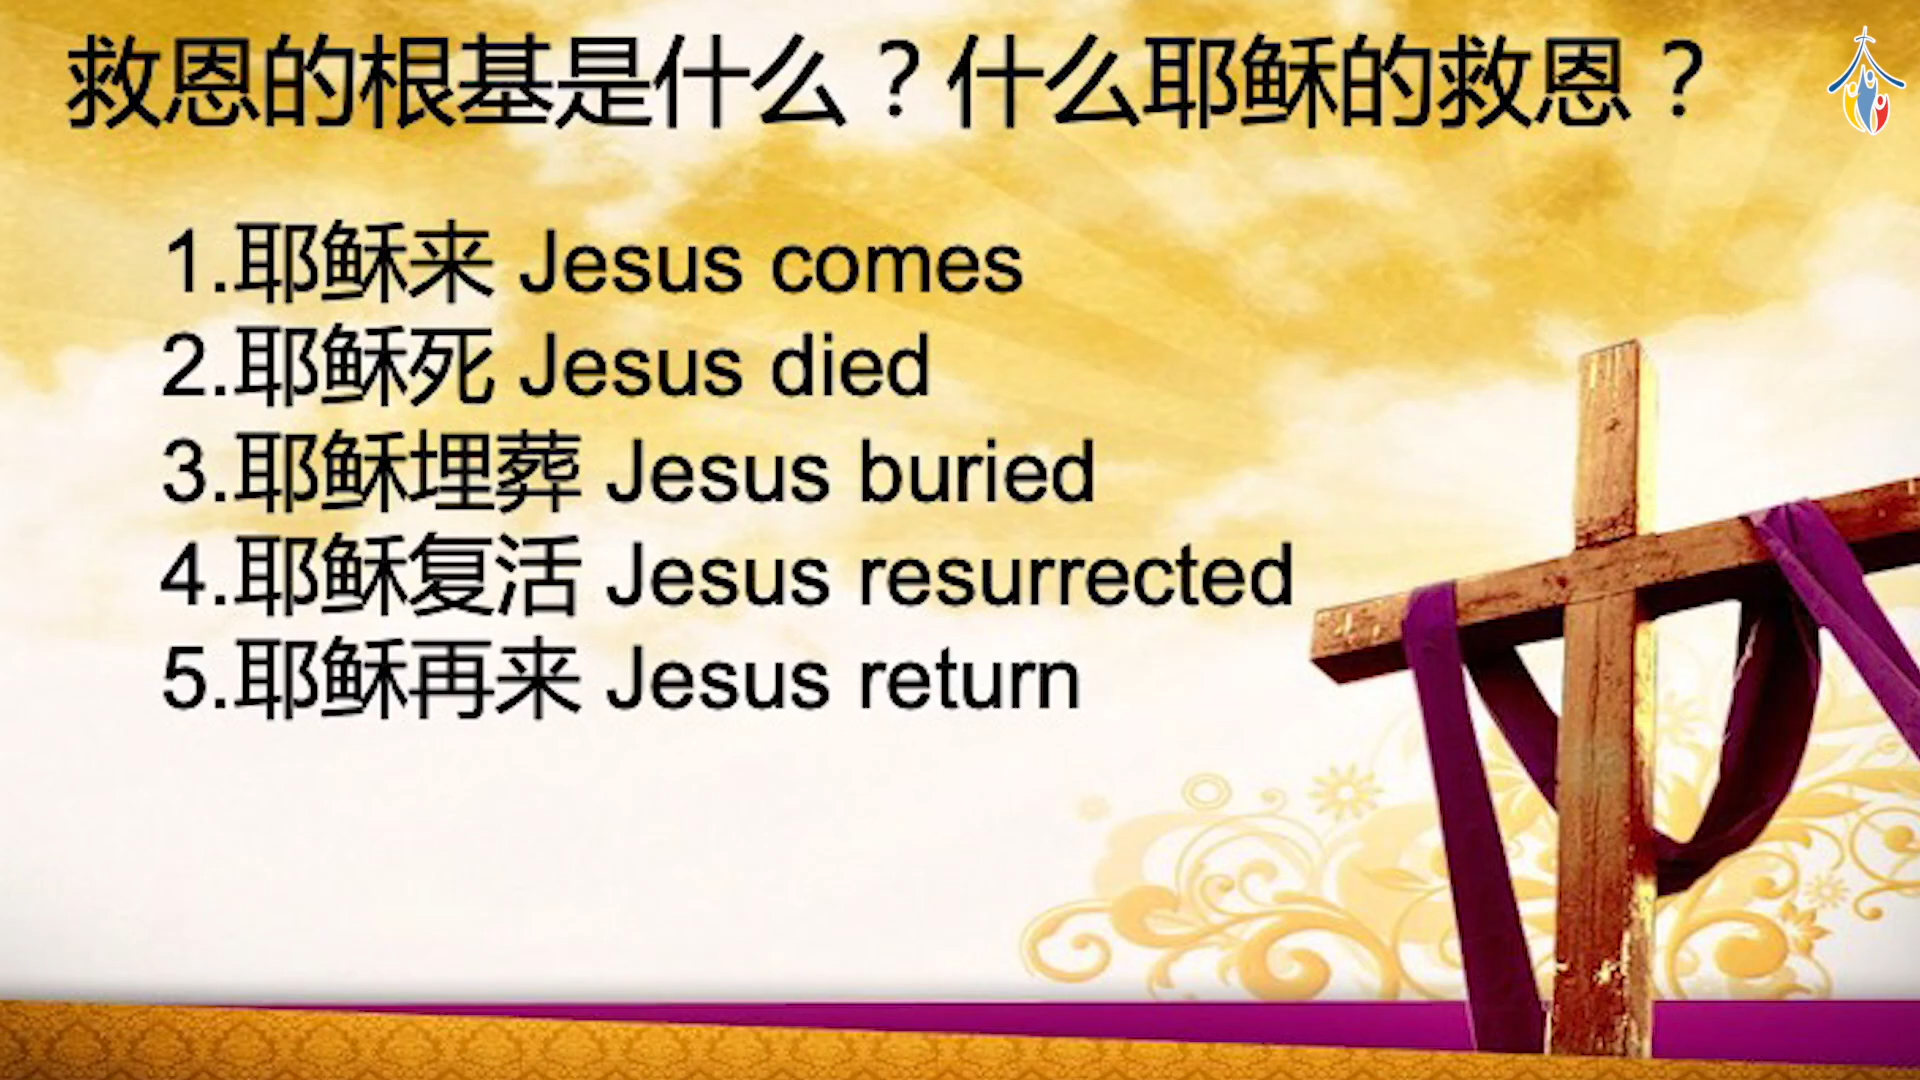 救恩的根基是什么？什么耶稣的救恩？
1.耶稣来 Jesus comes
2.耶稣死 Jesus died
3.耶稣埋葬 Jesus buried
4.耶稣复活 Jesus resurrected
5.耶稣再来 Jesus return